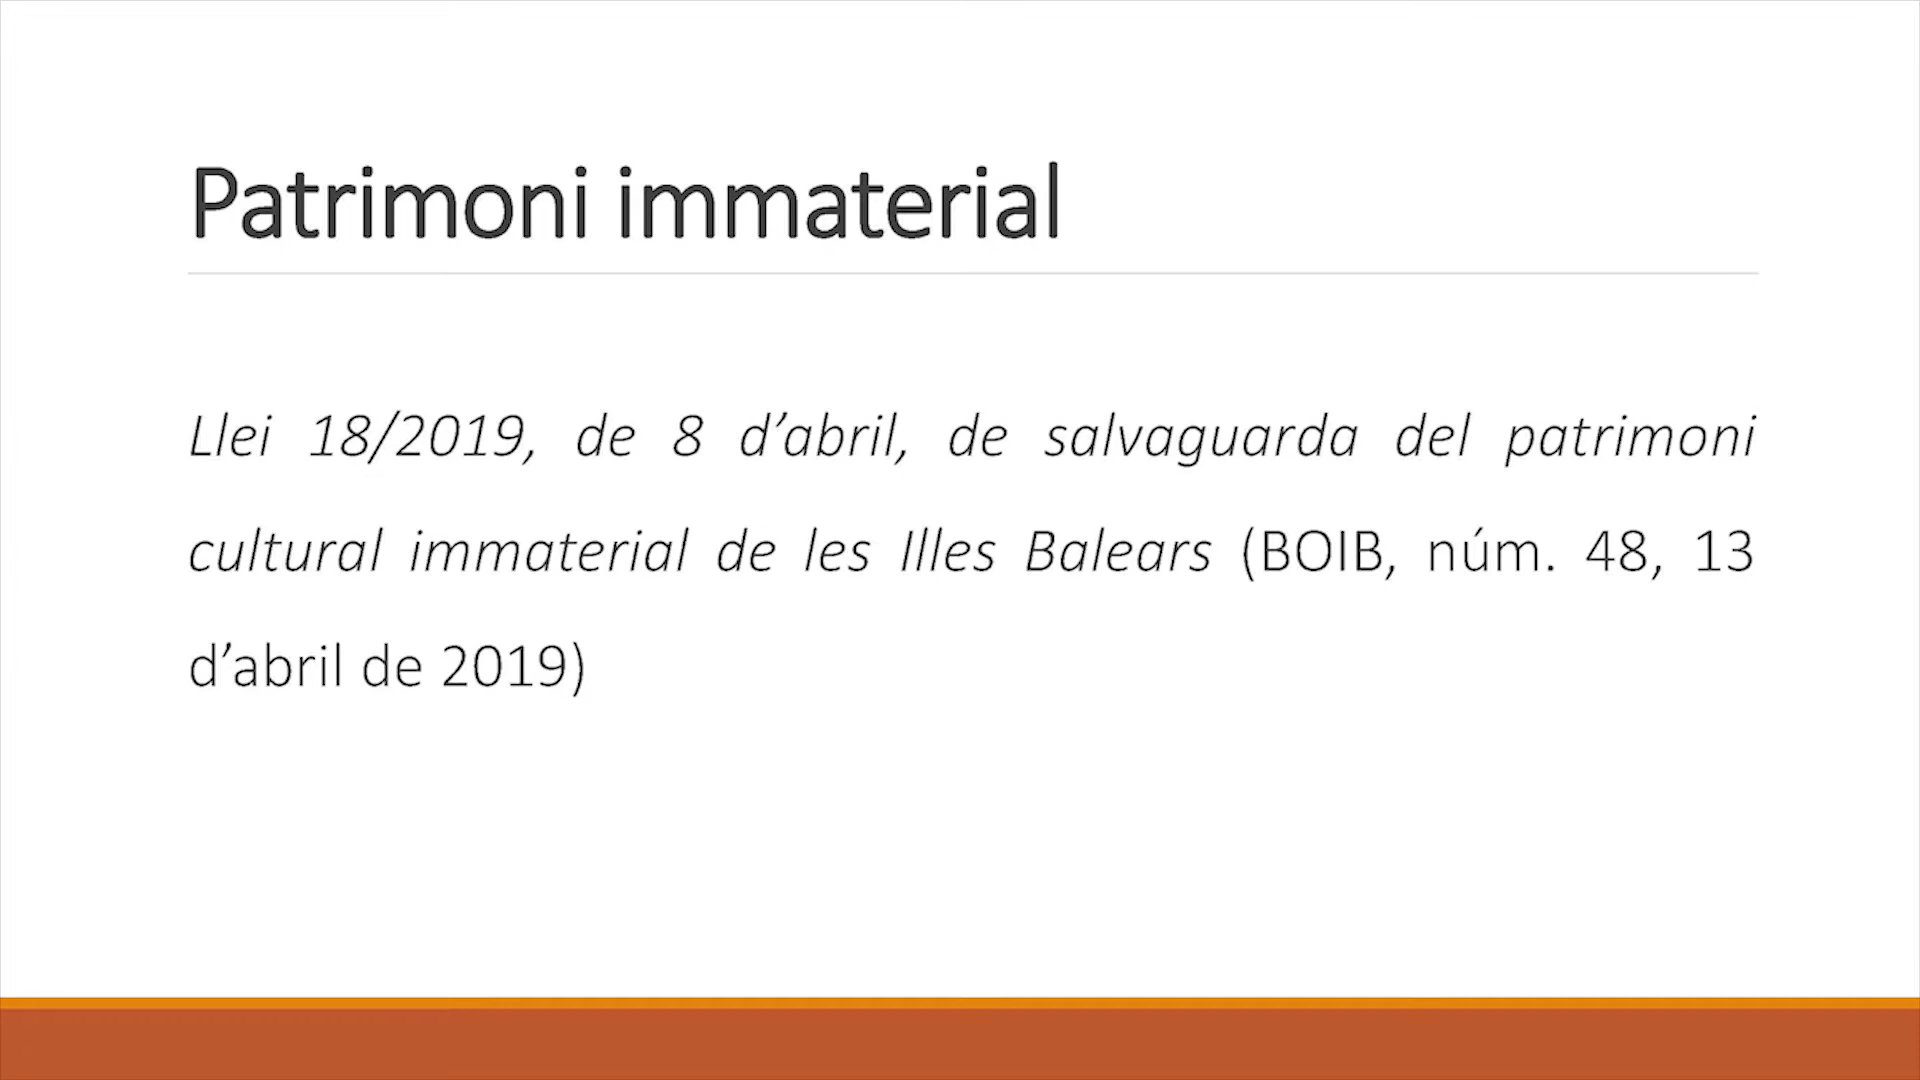 Patrimoni immaterial
Llei 18/2019, de 8 d’abril, de salvaguarda del patrimoni
cultural immaterial de les Illes Balears (BOIB, núm. 48, 13
d’abril de 2019)